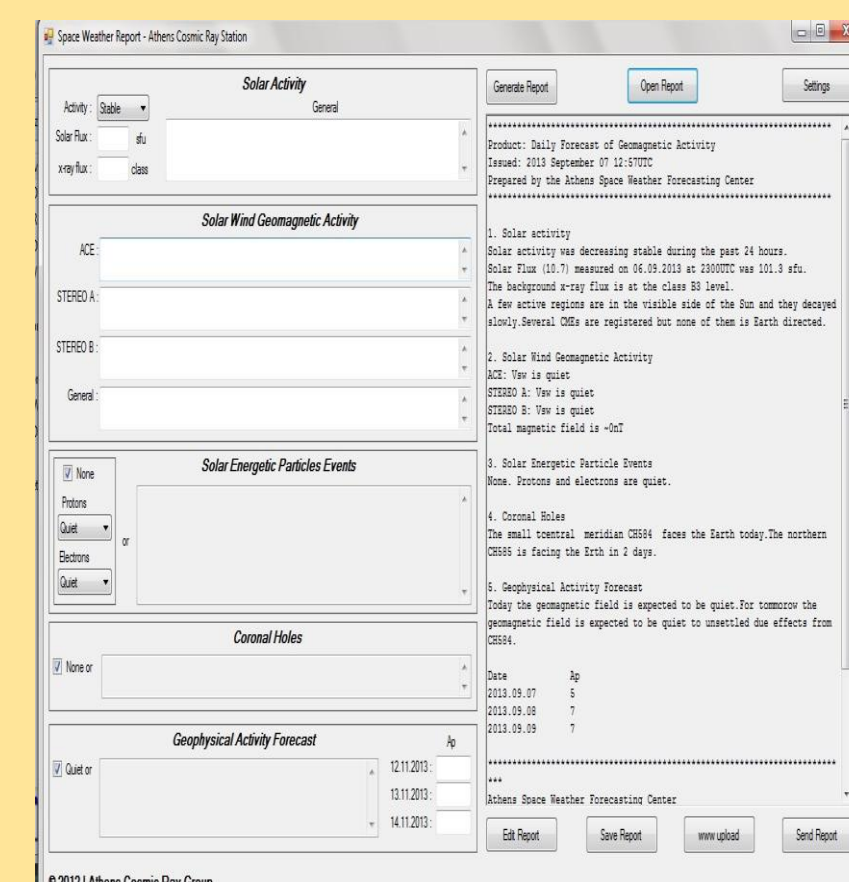 Space Weather Report - Athens Cosmic Ray Station
Solar Activity
Activity : Stable
General
Solar Flux : sfu
x-ray flux : class
Solar Wind Geomagnetic Activity
ACE :
STEREO A :
STEREO B :
General :
None
Solar Energetic Particles Events
Protons
Quiet
or
Electrons
Quiet
Coronal Holes
None or
Geophysical Activity Forecast
Ap
Quiet or
12.11.2013 :
13.11.2013 :
14.11.2013 :
© 2012 | Athens Cosmic Ray Group
Generate Report
Open Report
Settings
********************************************************************************
Product: Daily Forecast of Geomagnetic Activity
Issued: 2013 September 07 12:57UTC
Prepared by the Athens Space Weather Forecasting Center
********************************************************************************
1. Solar activity
Solar activity was decreasing stable during the past 24 hours.
Solar Flux (10.7) measured on 06.09.2013 at 2300UTC was 101.3 sfu.
The background x-ray flux is at the class B3 level.
A few active regions are in the visible side of the Sun and they decayed
slowly.Several CMEs are registered but none of them is Earth directed.
2. Solar Wind Geomagnetic Activity
ACE: Vsw is quiet
STEREO A: Vsw is quiet
STEREO B: Vsw is quiet
Total magnetic field is ~0nT
3. Solar Energetic Particle Events
None. Protons and electrons are quiet.
4. Coronal Holes
The small tcentral meridian CH584 faces the Earth today.The northern
CH585 is facing the Erth in 2 days.
5. Geophysical Activity Forecast
Today the geomagnetic field is expected to be quiet.For tommorow the
geomagnetic field is expected to be quiet to unsettled due effects from
CH584.
Date Ap
2013.09.07 5
2013.09.08 7
2013.09.09 7
********************************************************************************
***
Athens Space Weather Forecasting Center
Edit Report
Save Report
www upload
Send Report